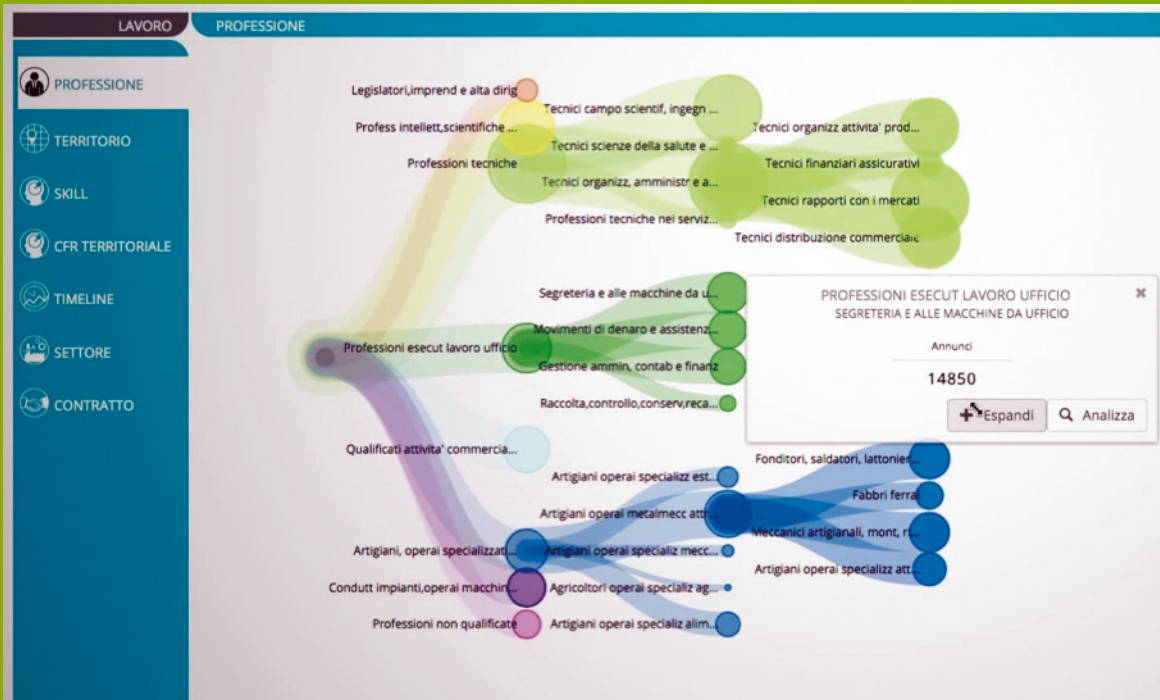 LAVORO
PROFESSIONE
PROFESSIONE
TERRITORIO
SKILL
CFR TERRITORIALE
TIMELINE
SETTORE
CONTRATTO
Legislatori,imprend e alta dirig
Profess intellett,scientifiche ...
Professioni tecniche
Professioni esecut lavoro ufficio
Qualificati attivita' commercia...
Artigiani, operai specializzati...
Condutt impianti,operai macchin...
Professioni non qualificate
Tecnici campo scientif, ingegn ...
Tecnici scienze della salute e ...
Tecnici organizz, amministr e a...
Professioni tecniche nei serviz...
Segreteria e alle macchine da u...
Movimenti di denaro e assistenz...
Gestione ammin, contab e finanz
Raccolta,controllo,conserv,reca...
Artigiani operai specializz est...
Artigiani operai metalmecc attr...
Artigiani operai specializ mecc...
Agricoltori operai specializ ag...
Artigiani operai specializ alim...
Tecnici organizz attivita' prod...
Tecnici finanziari assicurativi
Tecnici rapporti con i mercati
Tecnici distribuzione commerciale
Fonditori, saldatori, lattonier...
Fabbri ferrai
Meccanici artigianali, mont, ri...
Artigiani operai specializz att...
PROFESSIONI ESECUT LAVORO UFFICIO
SEGRETERIA E ALLE MACCHINE DA UFFICIO
Annunci
14850
Espandi
Analizza